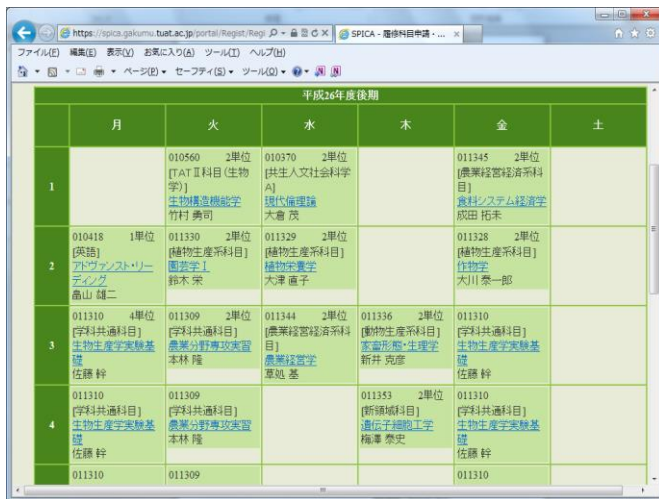 https://spica.gakumu.tuat.ac.jp/portal/Regist/Regi
SPICA - 履修科目申請・...
ファイル(F) 編集(E) 表示(V) お気に入り(A) ツール(T) ヘルプ(H)
ページ(P) セーフティ(S) ツール(O)
平成26年度後期
月 火 水 木 金 土
1
010560 2単位
[TATⅡ科目(生物学)]
生物構造機能学
竹村 勇司
010370 2単位
[共生人文社会科学A]
現代倫理論
大倉 茂
011345 2単位
[農業経営経済系科目]
食料システム経済学
成田 拓未
2
010418 1単位
[英語]
アドヴァンスト・リーディング
畠山 雄二
011330 2単位
[植物生産系科目]
園芸学Ⅰ
鈴木 栄
011329 2単位
[植物生産系科目]
植物栄養学
大津 直子
011328 2単位
[植物生産系科目]
作物学
大川 泰一郎
3
011310 4単位
[学科共通科目]
生物生産学実験基礎
佐藤 幹
011309 2単位
[学科共通科目]
農業分野専攻実習
本林 隆
011344 2単位
[農業経営経済系科目]
農業経営学
草処 基
011336 2単位
[動物生産系科目]
家畜形態・生理学
新井 克彦
011310
[学科共通科目]
生物生産学実験基礎
佐藤 幹
4
011310
[学科共通科目]
生物生産学実験基礎
佐藤 幹
011309
[学科共通科目]
農業分野専攻実習
本林 隆
011353 2単位
[新領域科目]
遺伝子細胞工学
梅澤 泰史
011310
[学科共通科目]
生物生産学実験基礎
佐藤 幹
011310
011309
011310